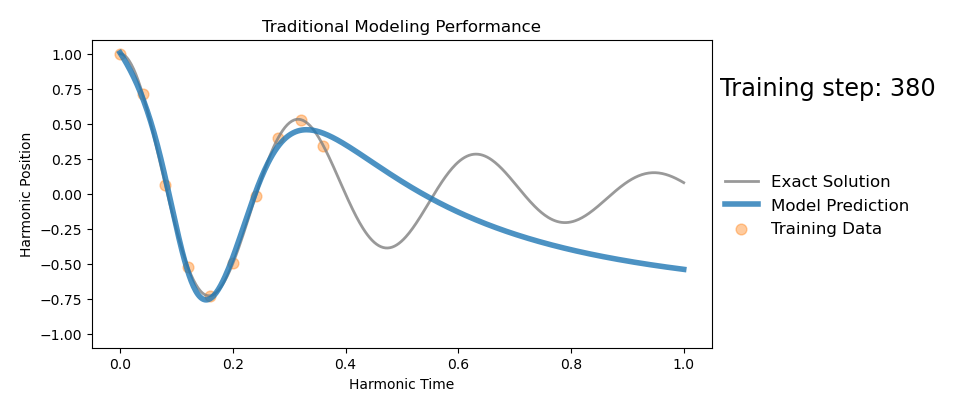 Traditional Modeling Performance
Training step: 380
Harmonic Position
1.00
0.75
0.50
0.25
0.00
−0.25
−0.50
−0.75
−1.00
0.0 0.2 0.4 0.6 0.8 1.0
Harmonic Time
Exact Solution
Model Prediction
Training Data